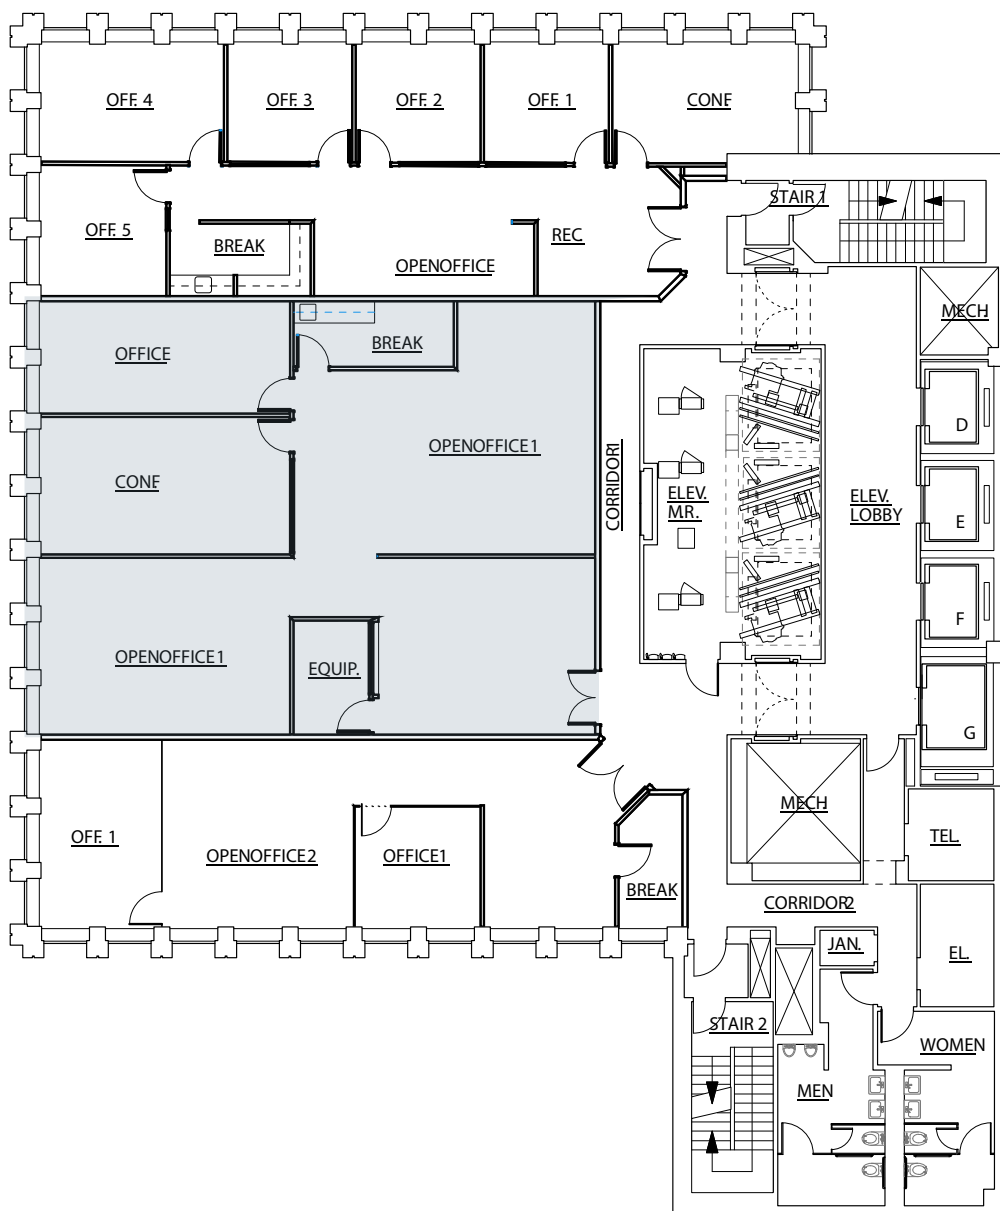 OFF. 4
OFF. 3
OFF. 2
OFF. 1
CONF
STAIR 1
OFF. 5
BREAK
REC.
OPENOFFICE
MECH
OFFICE
BREAK
D
OPENOFFICE1
CONF
CORRIDOR1
ELEV.
M.R.
ELEV.
LOBBY
E
F
OPENOFFICE1
EQUIP.
G
MECH
OFF. 1
OPENOFFICE2
OFFICE1
TEL.
BREAK
CORRIDOR2
JAN.
EL.
STAIR 2
WOMEN
MEN